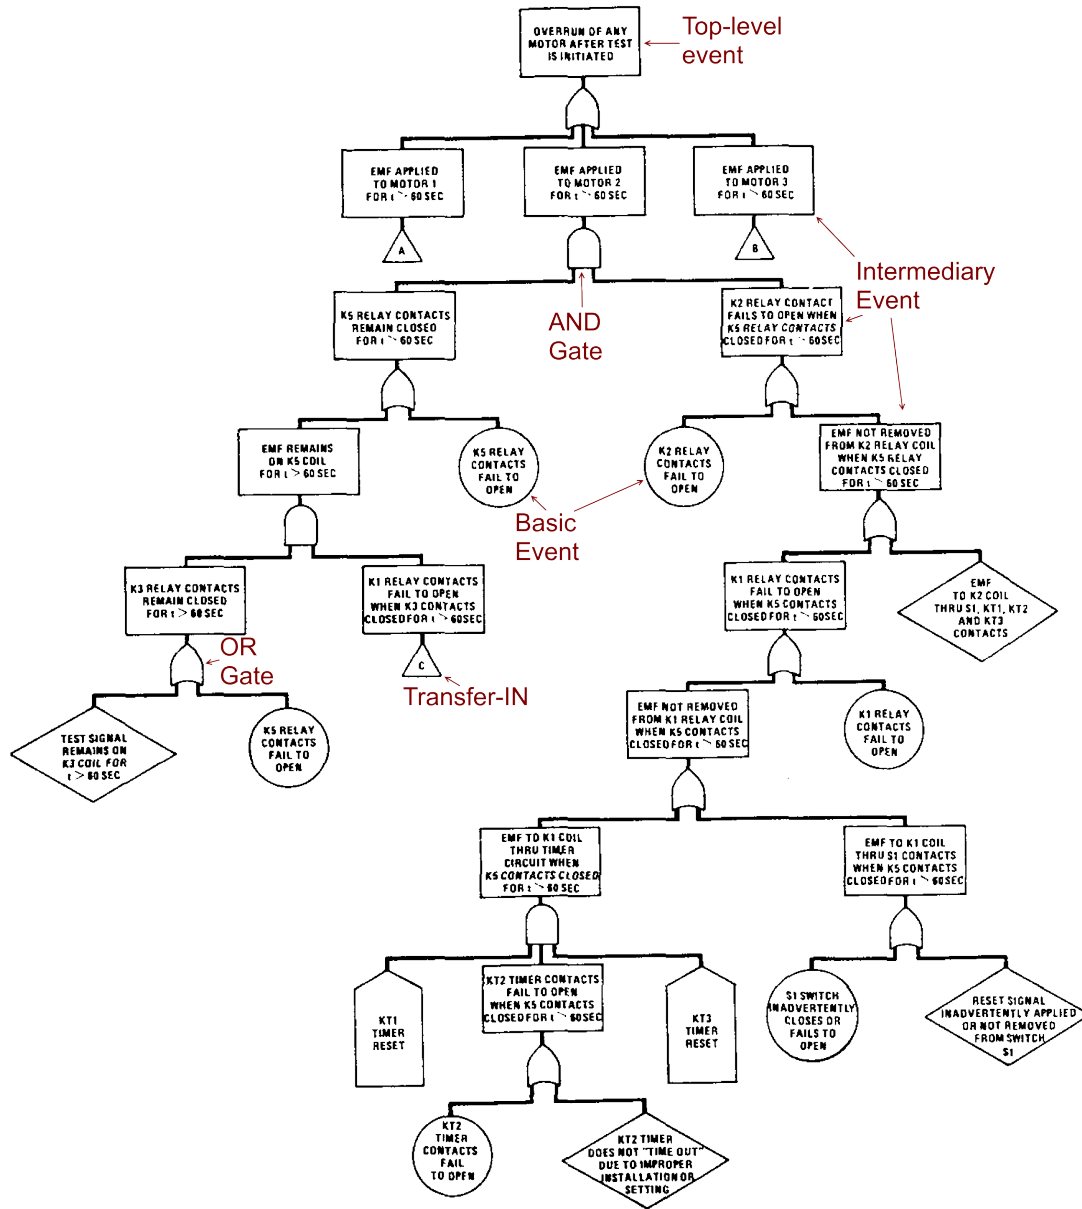 OVERRUN OF ANY
MOTOR AFTER TEST
IS INITIATED
Top-level
event
EMF APPLIED
TO MOTOR 1
FOR t > 60 SEC
EMF APPLIED
TO MOTOR 2
FOR t > 60 SEC
EMF APPLIED
TO MOTOR 3
FOR t > 60 SEC
A
B
Intermediary
Event
AND
Gate
K5 RELAY CONTACTS
REMAIN CLOSED
FOR t > 60 SEC
K2 RELAY CONTACT
FAILS TO OPEN WHEN
K5 RELAY CONTACTS
CLOSED FOR t > 60 SEC
EMF REMAINS
ON K5 COIL
FOR t > 60 SEC
K5 RELAY
CONTACTS
FAIL TO
OPEN
K2 RELAY
CONTACTS
FAIL TO
OPEN
EMF NOT REMOVED
FROM K2 RELAY COIL
WHEN K5 RELAY
CONTACTS CLOSED
FOR t > 60 SEC
Basic
Event
K3 RELAY CONTACTS
REMAIN CLOSED
FOR t > 60 SEC
K1 RELAY CONTACTS
FAIL TO OPEN
WHEN K3 CONTACTS
CLOSED FOR t > 60 SEC
K1 RELAY CONTACTS
FAIL TO OPEN
WHEN K5 CONTACTS
CLOSED FOR t > 60 SEC
EMF
TO K2 COIL
THRU S1, KT1, KT2
AND KT3
CONTACTS
OR
Gate
C
Transfer-IN
TEST SIGNAL
REMAINS ON
K3 COIL FOR
t > 60 SEC
K5 RELAY
CONTACTS
FAIL TO
OPEN
EMF NOT REMOVED
FROM K1 RELAY COIL
WHEN K5 CONTACTS
CLOSED FOR t > 60 SEC
K1 RELAY
CONTACTS
FAIL TO
OPEN
EMF TO K1 COIL
THRU TIMER
CIRCUIT WHEN
K5 CONTACTS CLOSED
FOR t > 60 SEC
EMF TO K1 COIL
THRU S1 CONTACTS
WHEN K5 CONTACTS
CLOSED FOR t > 60 SEC
KT1
TIMER
RESET
KT2 TIMER CONTACTS
FAIL TO OPEN
WHEN K5 CONTACTS
CLOSED FOR t > 60 SEC
KT3
TIMER
RESET
S1 SWITCH
INADVERTENTLY
CLOSES OR
FAILS TO
OPEN
RESET SIGNAL
INADVERTENTLY APPLIED
OR NOT REMOVED
FROM SWITCH
S1
KT2
TIMER
CONTACTS
FAIL
TO OPEN
KT2 TIMER
DOES NOT "TIME OUT"
DUE TO IMPROPER
INSTALLATION OR
SETTING